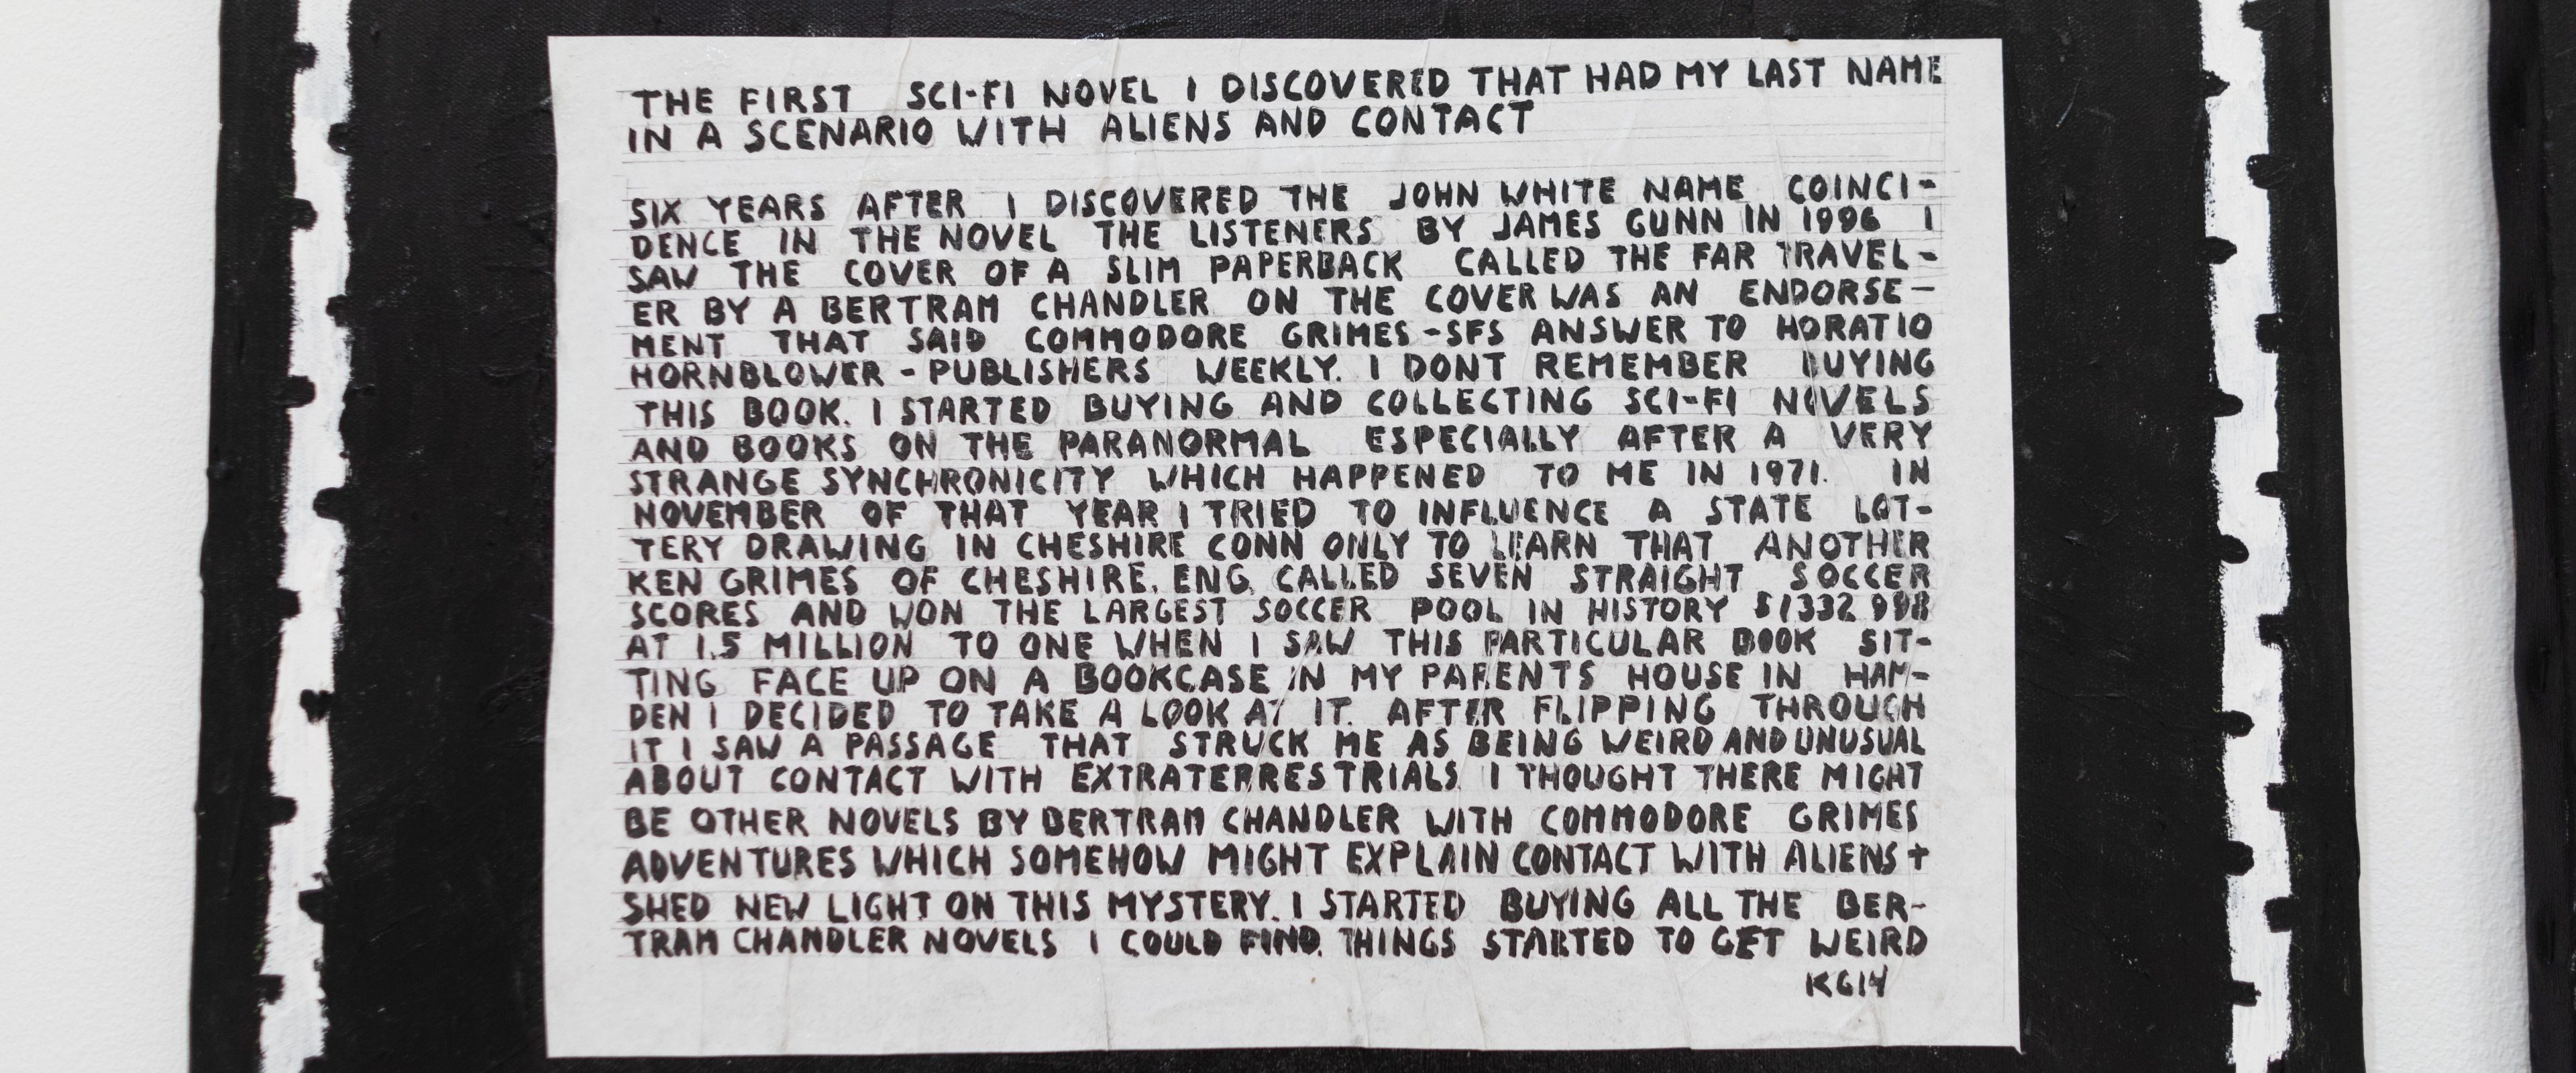 THE FIRST SCI-FI NOVEL I DISCOVERED THAT HAD MY LAST NAME
IN A SCENARIO WITH ALIENS AND CONTACT
SIX YEARS AFTER I DISCOVERED THE JOHN WHITE NAME COINCI-
DENCE IN THE NOVEL THE LISTENERS BY JAMES GUNN IN 1996 I
SAW THE COVER OF A SLIM PAPERBACK CALLED THE FAR TRAVEL-
ER BY A BERTRAM CHANDLER ON THE COVER WAS AN ENDORSE-
MENT THAT SAID COMMODORE GRIMES-SFS ANSWER TO HORATIO
HORNBLOWER - PUBLISHERS WEEKLY. I DONT REMEMBER BUYING
THIS BOOK. I STARTED BUYING AND COLLECTING SCI-FI NOVELS
AND BOOKS ON THE PARANORMAL ESPECIALLY AFTER A VERY
STRANGE SYNCHRONICITY WHICH HAPPENED TO ME IN 1971. IN
NOVEMBER OF THAT YEAR I TRIED TO INFLUENCE A STATE LOT-
TERY DRAWING IN CHESHIRE CONN ONLY TO LEARN THAT ANOTHER
KEN GRIMES OF CHESHIRE, ENG, CALLED SEVEN STRAIGHT SOCCER
SCORES AND WON THE LARGEST SOCCER POOL IN HISTORY $1332 998
AT 1.5 MILLION TO ONE WHEN I SAW THIS PARTICULAR BOOK SIT-
TING FACE UP ON A BOOKCASE IN MY PARENTS HOUSE IN HAM-
DEN I DECIDED TO TAKE A LOOK AT IT. AFTER FLIPPING THROUGH
IT I SAW A PASSAGE THAT STRUCK ME AS BEING WEIRD AND UNUSUAL
ABOUT CONTACT WITH EXTRATERRESTRIALS. I THOUGHT THERE MIGHT
BE OTHER NOVELS BY BERTRAM CHANDLER WITH COMMODORE GRIMES
ADVENTURES WHICH SOMEHOW MIGHT EXPLAIN CONTACT WITH ALIENS +
SHED NEW LIGHT ON THIS MYSTERY. I STARTED BUYING ALL THE BER-
TRAM CHANDLER NOVELS I COULD FIND. THINGS STARTED TO GET WEIRD
KG14